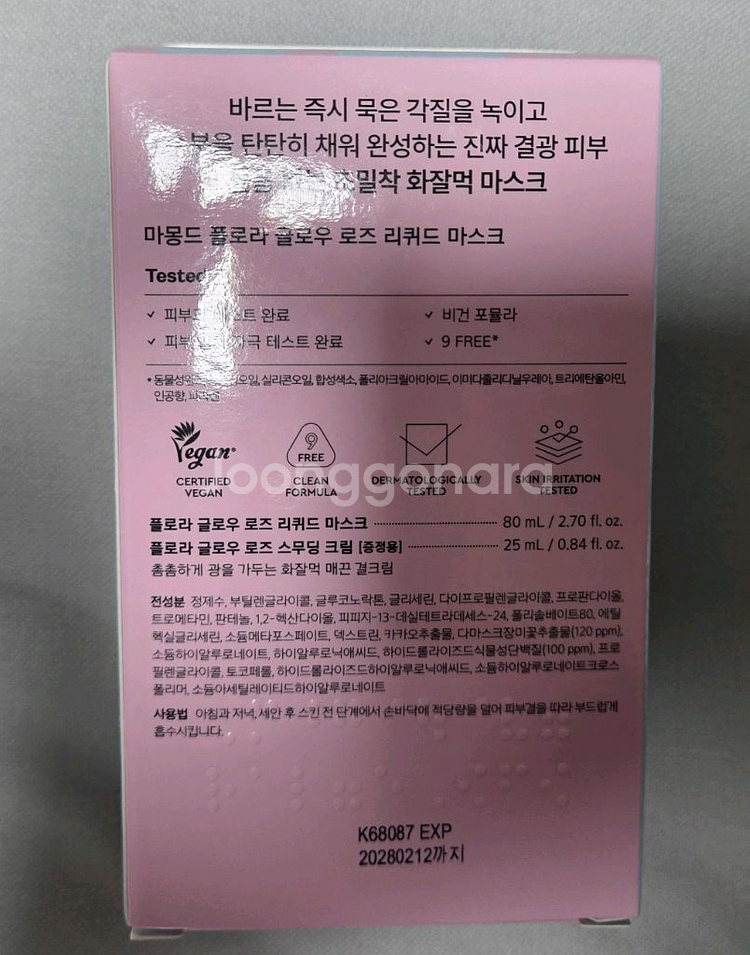 바르는 즉시 묵은 각질을 녹이고
탄탄히 채워 완성하는 진짜 결광 피부
초밀착 화잘먹 마스크
마몽드 플로라 글로우 로즈 리퀴드 마스크
Tested
완료
✓ 비건 포뮬라
테스트 완료
✓ 9 FREE*
실리콘오일, 합성색소, 폴리아크릴아마이드, 이미다졸리디닐우레아, 트리에탄올아민,
인공향,
Vegan
9
FREE
CERTIFIED
VEGAN
CLEAN
FORMULA
DERMATOLOGICALLY
TESTED
SKIN IRRITATION
TESTED
loonggonara
플로라 글로우 로즈 리퀴드 마스크 80 mL / 2.70 fl. oz.
플로라 글로우 로즈 스무딩 크림 [증정용] 25 mL / 0.84 fl. oz.
촘촘하게 광을 가두는 화잘먹 매끈 결크림
전성분 정제수, 부틸렌글라이콜, 글루코노락톤, 글리세린, 다이프로필렌글라이콜, 프로판다이올,
트로메타민, 판테놀, 1,2-헥산다이올, 피피지-13-데실테트라데세스-24, 폴리솔베이트80, 에틸
헥실글리세린, 소듐메타포스페이트, 덱스트린, 카카오추출물, 다마스크장미꽃추출물(120 ppm),
소듐하이알루로네이트, 하이알루로닉애씨드, 하이드롤라이즈드식물성단백질(100 ppm), 프로
필렌글라이콜, 토코페롤, 하이드롤라이즈드하이알루로닉애씨드, 소듐하이알루로네이트크로스
폴리머, 소듐아세틸레이티드하이알루로네이트
사용법 아침과 저녁, 세안 후 스킨 전 단계에서 손바닥에 적당량을 덜어 피부결을 따라 부드럽게
흡수시킵니다.
K68087 EXP
20280212까지